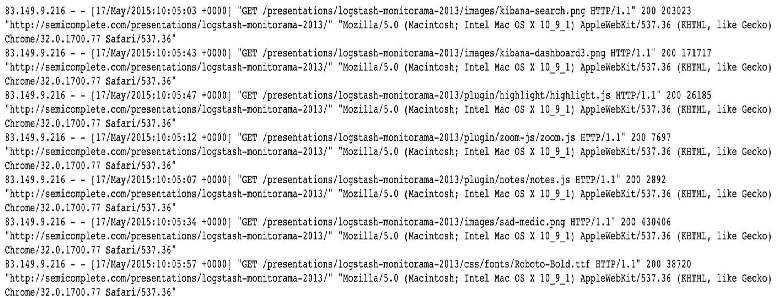 83.149.9.216 - - [17/May/2015:10:05:03 +0000] "GET /presentations/logstash-monitorama-2013/images/kibana-search.png HTTP/1.1" 200 203023
"http://semicomplete.com/presentations/logstash-monitorama-2013/" "Mozilla/5.0 (Macintosh; Intel Mac OS X 10_9_1) AppleWebKit/537.36 (KHTML, like Gecko)
Chrome/32.0.1700.77 Safari/537.36"
83.149.9.216 - - [17/May/2015:10:05:43 +0000] "GET /presentations/logstash-monitorama-2013/images/kibana-dashboard3.png HTTP/1.1" 200 171717
"http://semicomplete.com/presentations/logstash-monitorama-2013/" "Mozilla/5.0 (Macintosh; Intel Mac OS X 10_9_1) AppleWebKit/537.36 (KHTML, like Gecko)
Chrome/32.0.1700.77 Safari/537.36"
83.149.9.216 - - [17/May/2015:10:05:47 +0000] "GET /presentations/logstash-monitorama-2013/plugin/highlight/highlight.js HTTP/1.1" 200 26185
"http://semicomplete.com/presentations/logstash-monitorama-2013/" "Mozilla/5.0 (Macintosh; Intel Mac OS X 10_9_1) AppleWebKit/537.36 (KHTML, like Gecko)
Chrome/32.0.1700.77 Safari/537.36"
83.149.9.216 - - [17/May/2015:10:05:12 +0000] "GET /presentations/logstash-monitorama-2013/plugin/zoom-js/zoom.js HTTP/1.1" 200 7697
"http://semicomplete.com/presentations/logstash-monitorama-2013/" "Mozilla/5.0 (Macintosh; Intel Mac OS X 10_9_1) AppleWebKit/537.36 (KHTML, like Gecko)
Chrome/32.0.1700.77 Safari/537.36"
83.149.9.216 - - [17/May/2015:10:05:07 +0000] "GET /presentations/logstash-monitorama-2013/plugin/notes/notes.js HTTP/1.1" 200 2892
"http://semicomplete.com/presentations/logstash-monitorama-2013/" "Mozilla/5.0 (Macintosh; Intel Mac OS X 10_9_1) AppleWebKit/537.36 (KHTML, like Gecko)
Chrome/32.0.1700.77 Safari/537.36"
83.149.9.216 - - [17/May/2015:10:05:34 +0000] "GET /presentations/logstash-monitorama-2013/images/sad-medic.png HTTP/1.1" 200 430406
"http://semicomplete.com/presentations/logstash-monitorama-2013/" "Mozilla/5.0 (Macintosh; Intel Mac OS X 10_9_1) AppleWebKit/537.36 (KHTML, like Gecko)
Chrome/32.0.1700.77 Safari/537.36"
83.149.9.216 - - [17/May/2015:10:05:57 +0000] "GET /presentations/logstash-monitorama-2013/css/fonts/Roboto-Bold.ttf HTTP/1.1" 200 38720
"http://semicomplete.com/presentations/logstash-monitorama-2013/" "Mozilla/5.0 (Macintosh; Intel Mac OS X 10_9_1) AppleWebKit/537.36 (KHTML, like Gecko)
Chrome/32.0.1700.77 Safari/537.36"